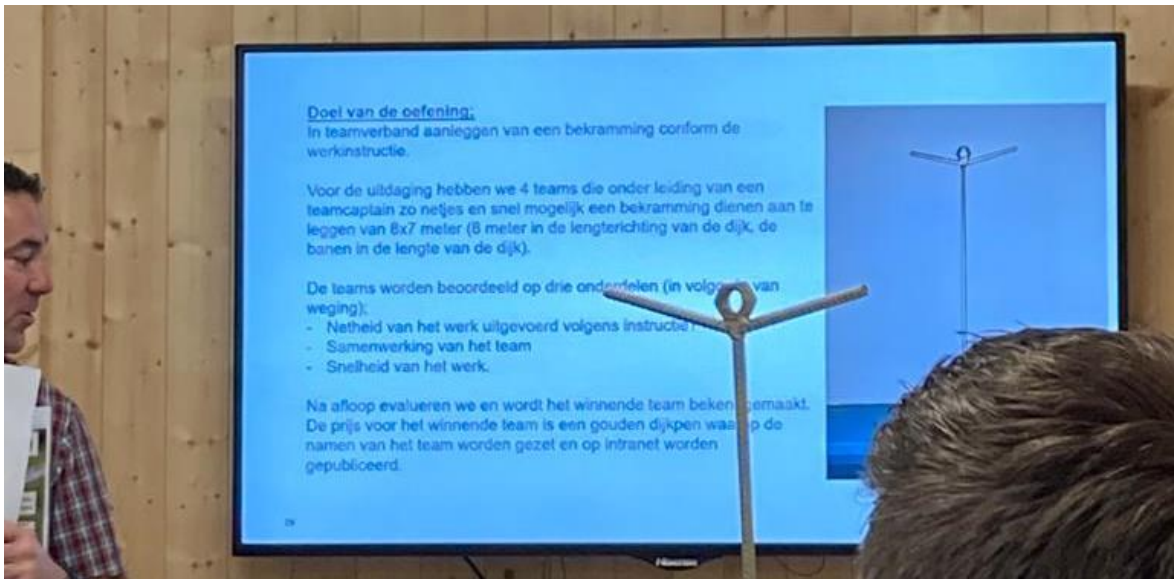 Doel van de oefening:
In teamverband aanleggen van een bekramming conform de
werkinstructie.
Voor de uitdaging hebben we 4 teams die onder leiding van een
teamcaptain zo netjes en snel mogelijk een bekramming dienen aan te
leggen van 8x7 meter (8 meter in de lengterichting van de dijk, de
banen in de lengte van de dijk).
De teams worden beoordeeld op drie onderdelen (in van
weging):
- Netheid van het werk uitgevoerd volgens instructie
- Samenwerking van het team
- Snelheid van het werk.
Na afloop evalueren we en wordt het winnende team bekend gemaakt.
De prijs voor het winnende team is een gouden dijkpen waarop de
namen van het team worden gezet en op intranet worden
gepubliceerd.